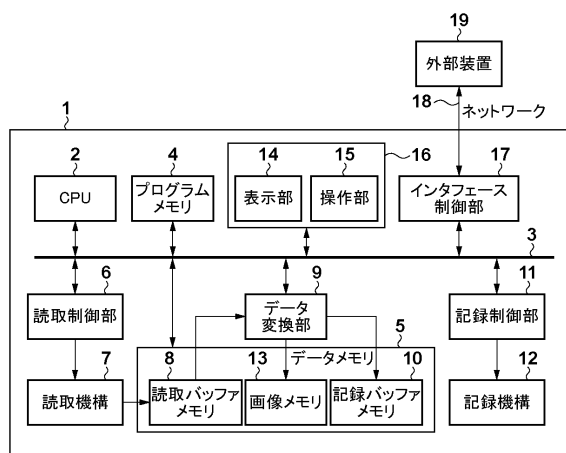 19
外部装置
18
ネットワーク
1
2
CPU
4
プログラム
メモリ
14
表示部
15
操作部
16
17
インタフェース
制御部
3
6
読取制御部
9
データ
変換部
11
記録制御部
5
データメモリ
7
読取機構
8
読取バッファ
メモリ
13
画像メモリ
10
記録バッファ
メモリ
12
記録機構